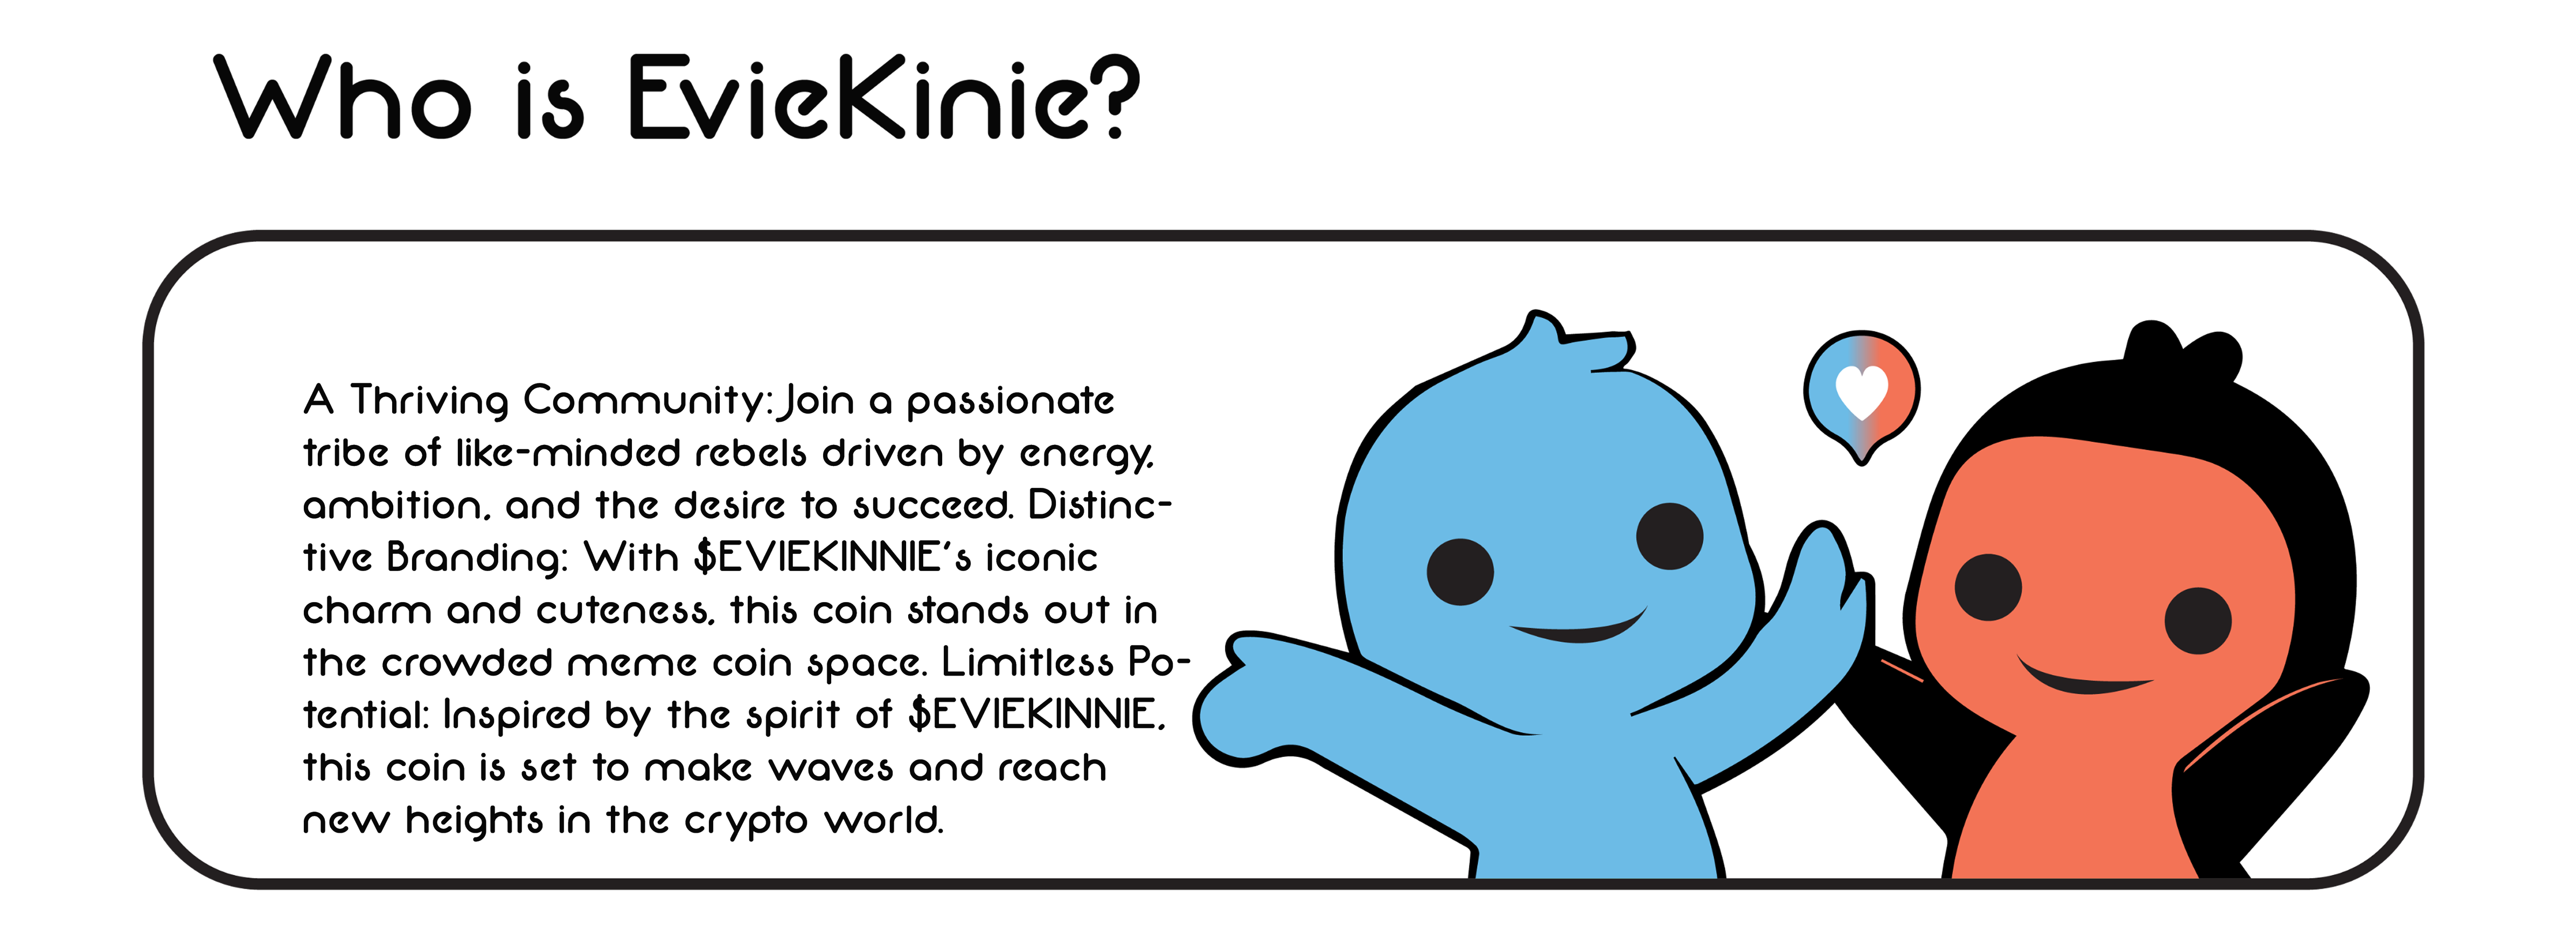 Who is EvieKinie?
A Thriving Community: Join a passionate
tribe of like-minded rebels driven by energy,
ambition, and the desire to succeed. Distinc-
tive Branding: With $EVIEKINNIE's iconic
charm and cuteness, this coin stands out in
the crowded meme coin space. Limitless Po-
tential: Inspired by the spirit of $EVIEKINNIE,
this coin is set to make waves and reach
new heights in the crypto world.